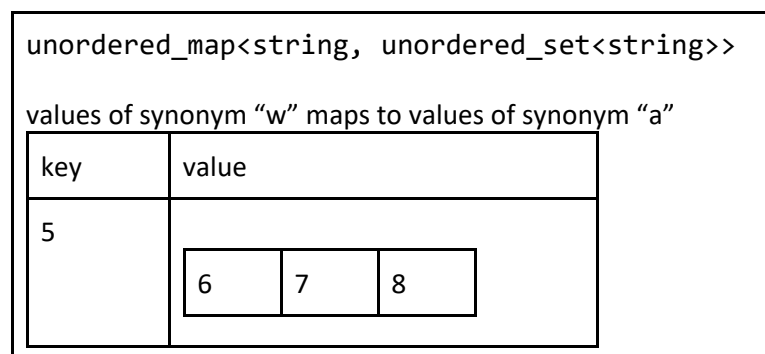 unordered_map<string, unordered_set<string>>
values of synonym “w” maps to values of synonym “a”
key value
5
6 7 8